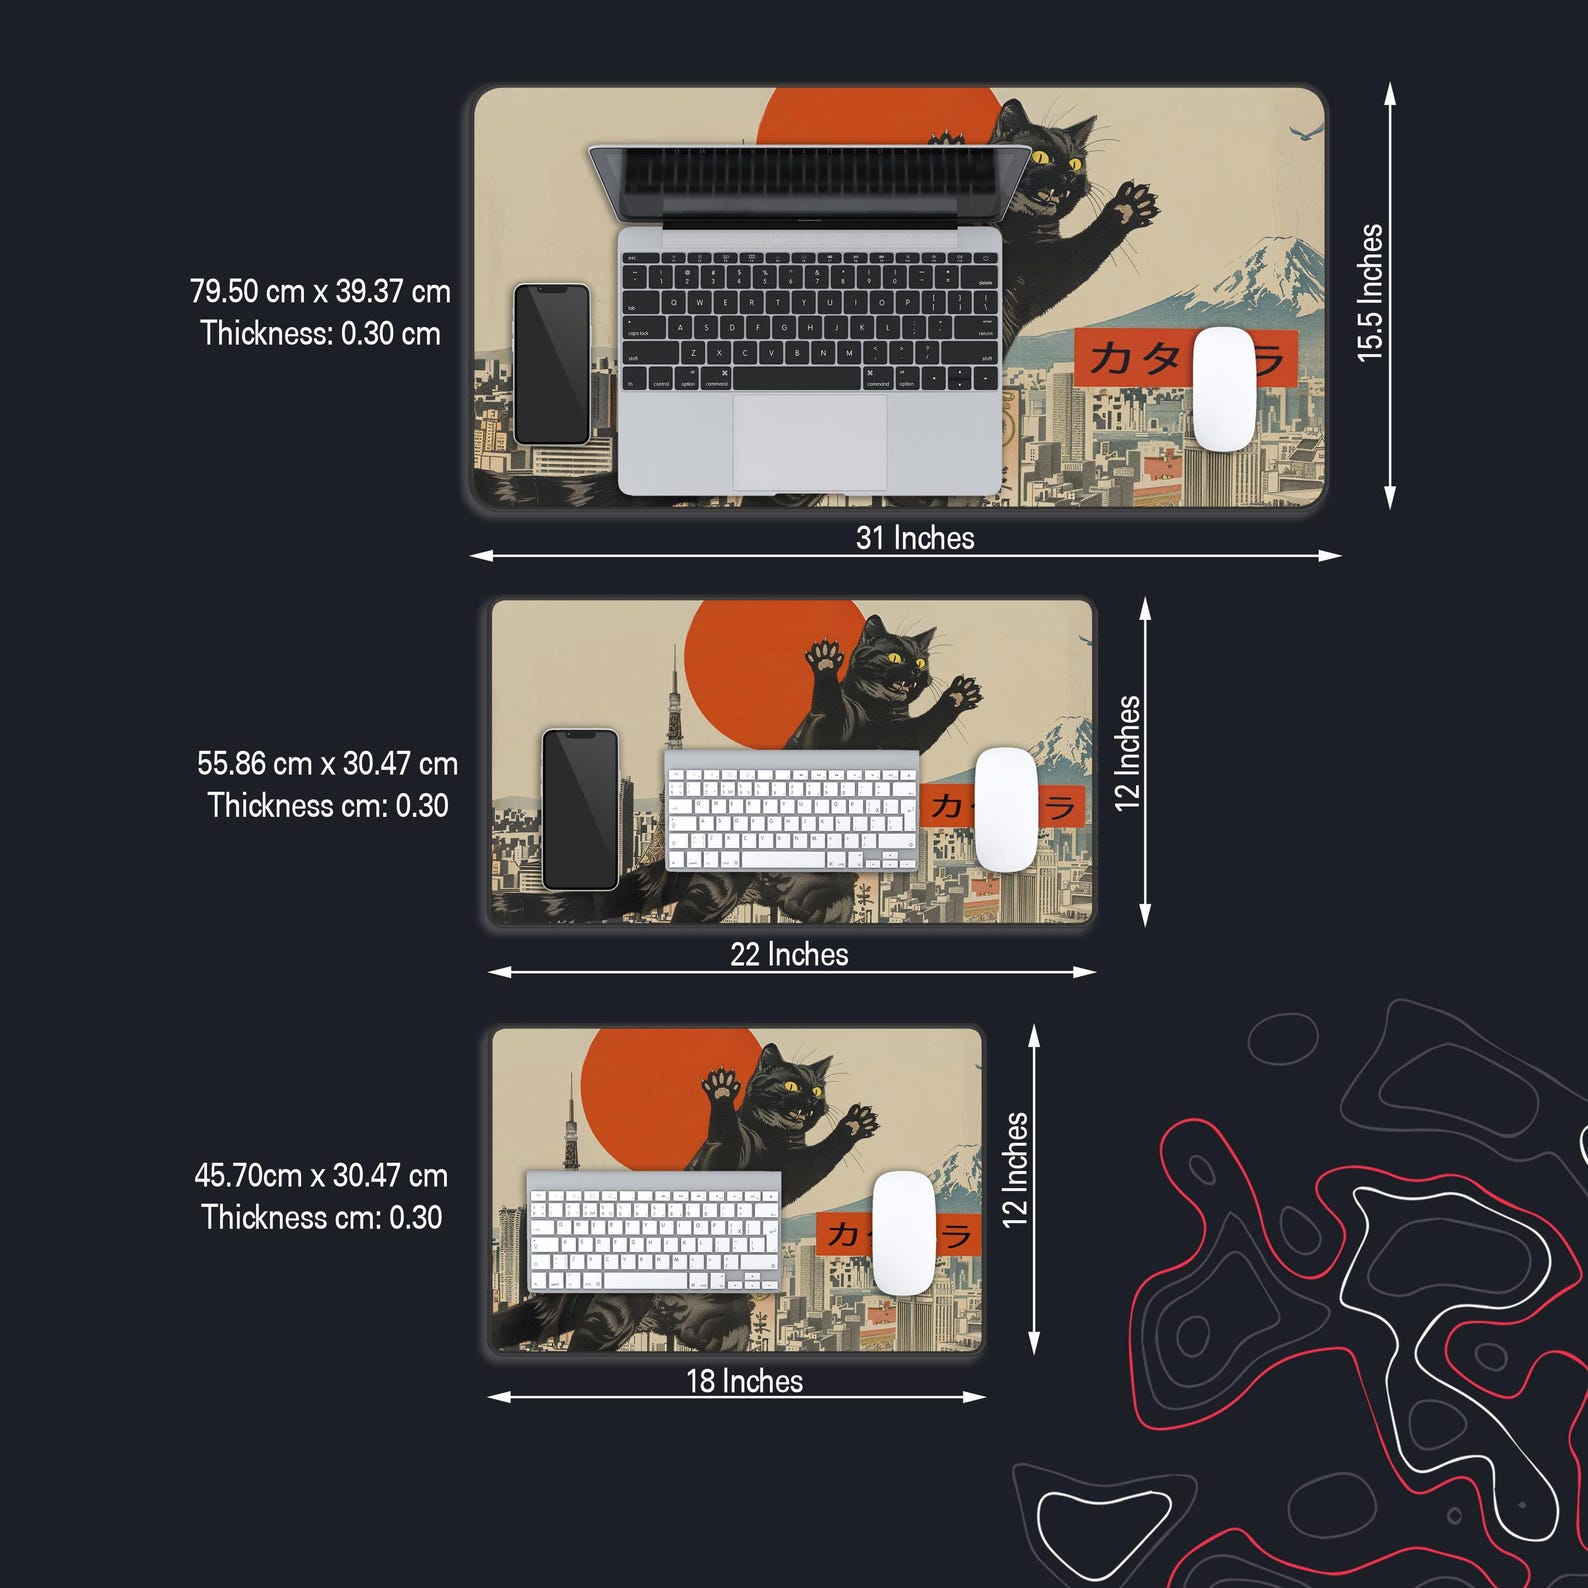 79.50 cm x 39.37 cm
Thickness: 0.30 cm
カタ ラ
15.5 Inches
31 Inches
55.86 cm x 30.47 cm
Thickness cm: 0.30
カ ラ
12 Inches
22 Inches
45.70cm x 30.47 cm
Thickness cm: 0.30
カ ラ
12 Inches
18 Inches